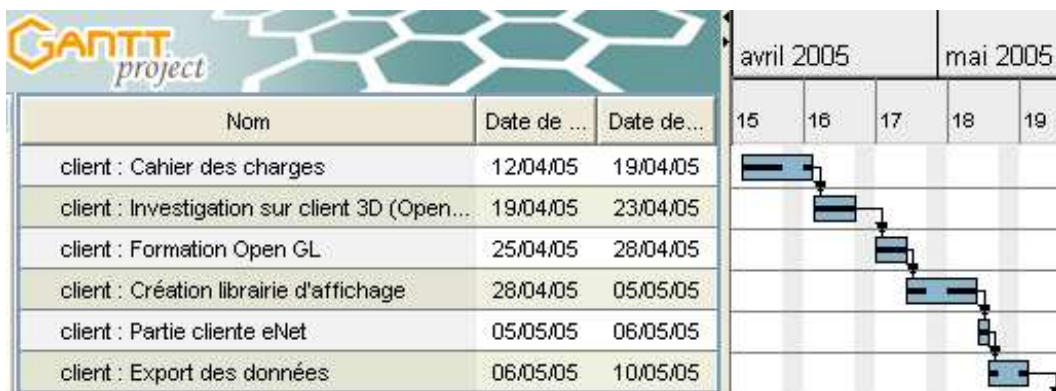 GANTT
project
avril 2005 mai 2005
Nom Date de ... Date de... 15 16 17 18 19
client : Cahier des charges 12/04/05 19/04/05
client : Investigation sur client 3D (Open... 19/04/05 23/04/05
client : Formation Open GL 25/04/05 28/04/05
client : Création librairie d'affichage 28/04/05 05/05/05
client : Partie cliente eNet 05/05/05 06/05/05
client : Export des données 06/05/05 10/05/05